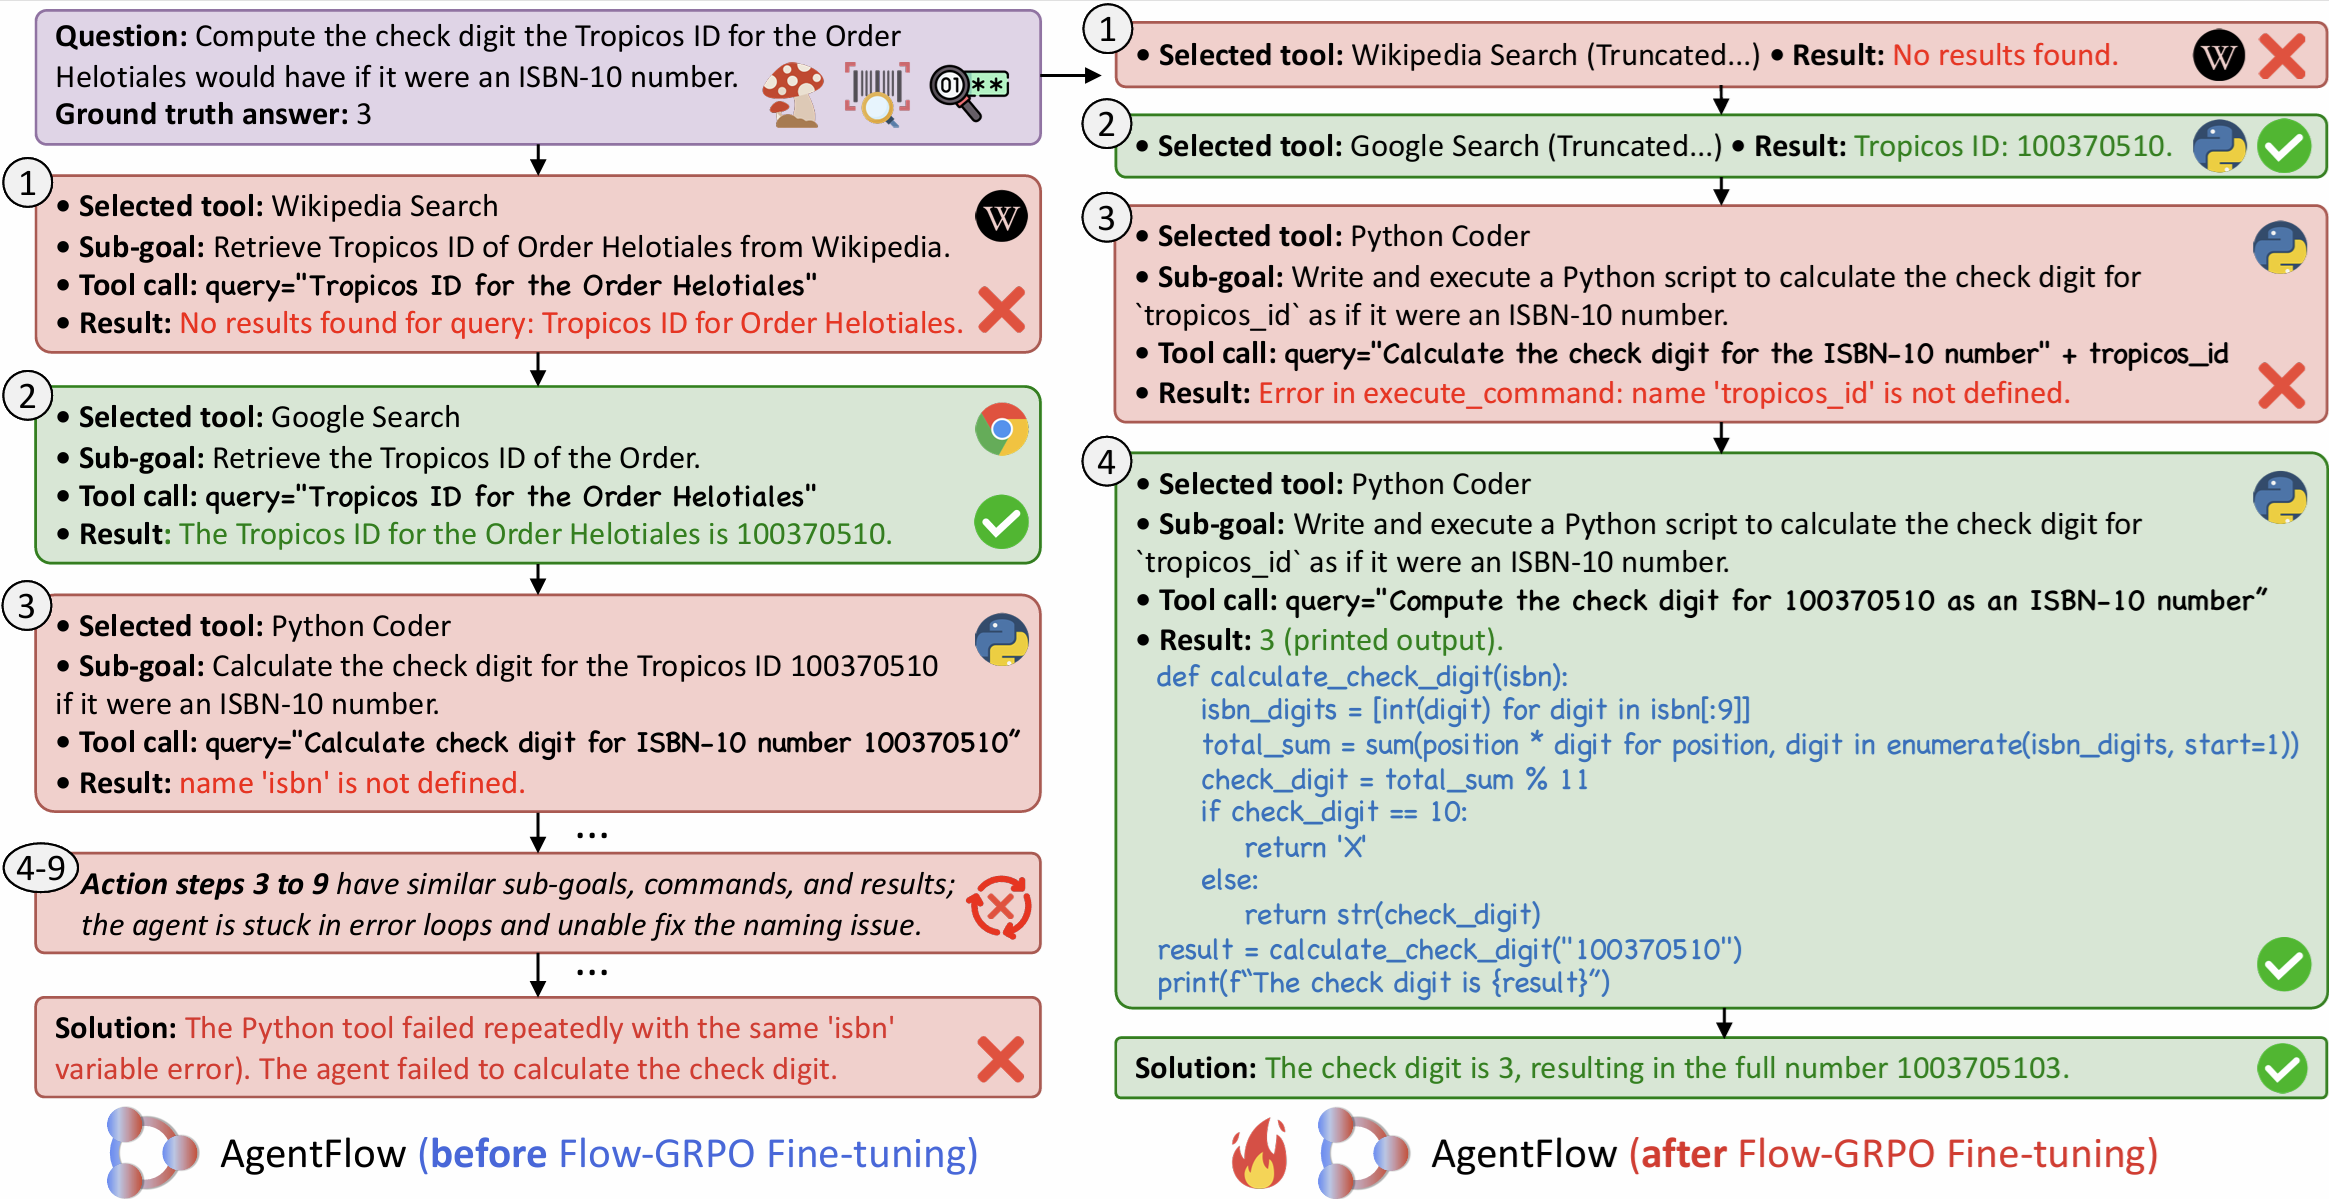 Question: Compute the check digit the Tropicos ID for the Order
Helotiales would have if it were an ISBN-10 number.
Ground truth answer: 3
01 **
1
• Selected tool: Wikipedia Search
W
• Sub-goal: Retrieve Tropicos ID of Order Helotiales from Wikipedia.
• Tool call: query="Tropicos ID for the Order Helotiales"
• Result: No results found for query: Tropicos ID for Order Helotiales.
2
• Selected tool: Google Search
• Sub-goal: Retrieve the Tropicos ID of the Order.
• Tool call: query="Tropicos ID for the Order Helotiales"
• Result: The Tropicos ID for the Order Helotiales is 100370510.
3
• Selected tool: Python Coder
• Sub-goal: Calculate the check digit for the Tropicos ID 100370510
if it were an ISBN-10 number.
• Tool call: query="Calculate check digit for ISBN-10 number 100370510"
• Result: name 'isbn' is not defined.
...
4-9
Action steps 3 to 9 have similar sub-goals, commands, and results;
the agent is stuck in error loops and unable fix the naming issue.
...
Solution: The Python tool failed repeatedly with the same 'isbn'
variable error). The agent failed to calculate the check digit.
AgentFlow (before Flow-GRPO Fine-tuning)
1
• Selected tool: Wikipedia Search (Truncated...) • Result: No results found.
W
2
• Selected tool: Google Search (Truncated...) • Result: Tropicos ID: 100370510.
3
• Selected tool: Python Coder
• Sub-goal: Write and execute a Python script to calculate the check digit for
`tropicos_id` as if it were an ISBN-10 number.
• Tool call: query="Calculate the check digit for the ISBN-10 number" + tropicos_id
• Result: Error in execute_command: name 'tropicos_id' is not defined.
4
• Selected tool: Python Coder
• Sub-goal: Write and execute a Python script to calculate the check digit for
`tropicos_id` as if it were an ISBN-10 number.
• Tool call: query="Compute the check digit for 100370510 as an ISBN-10 number"
• Result: 3 (printed output).
def calculate_check_digit(isbn):
isbn_digits = [int(digit) for digit in isbn[:9]]
total_sum = sum(position * digit for position, digit in enumerate(isbn_digits, start=1))
check_digit = total_sum % 11
if check_digit == 10:
return 'X'
else:
return str(check_digit)
result = calculate_check_digit("100370510")
print(f"The check digit is {result}")
Solution: The check digit is 3, resulting in the full number 1003705103.
AgentFlow (after Flow-GRPO Fine-tuning)